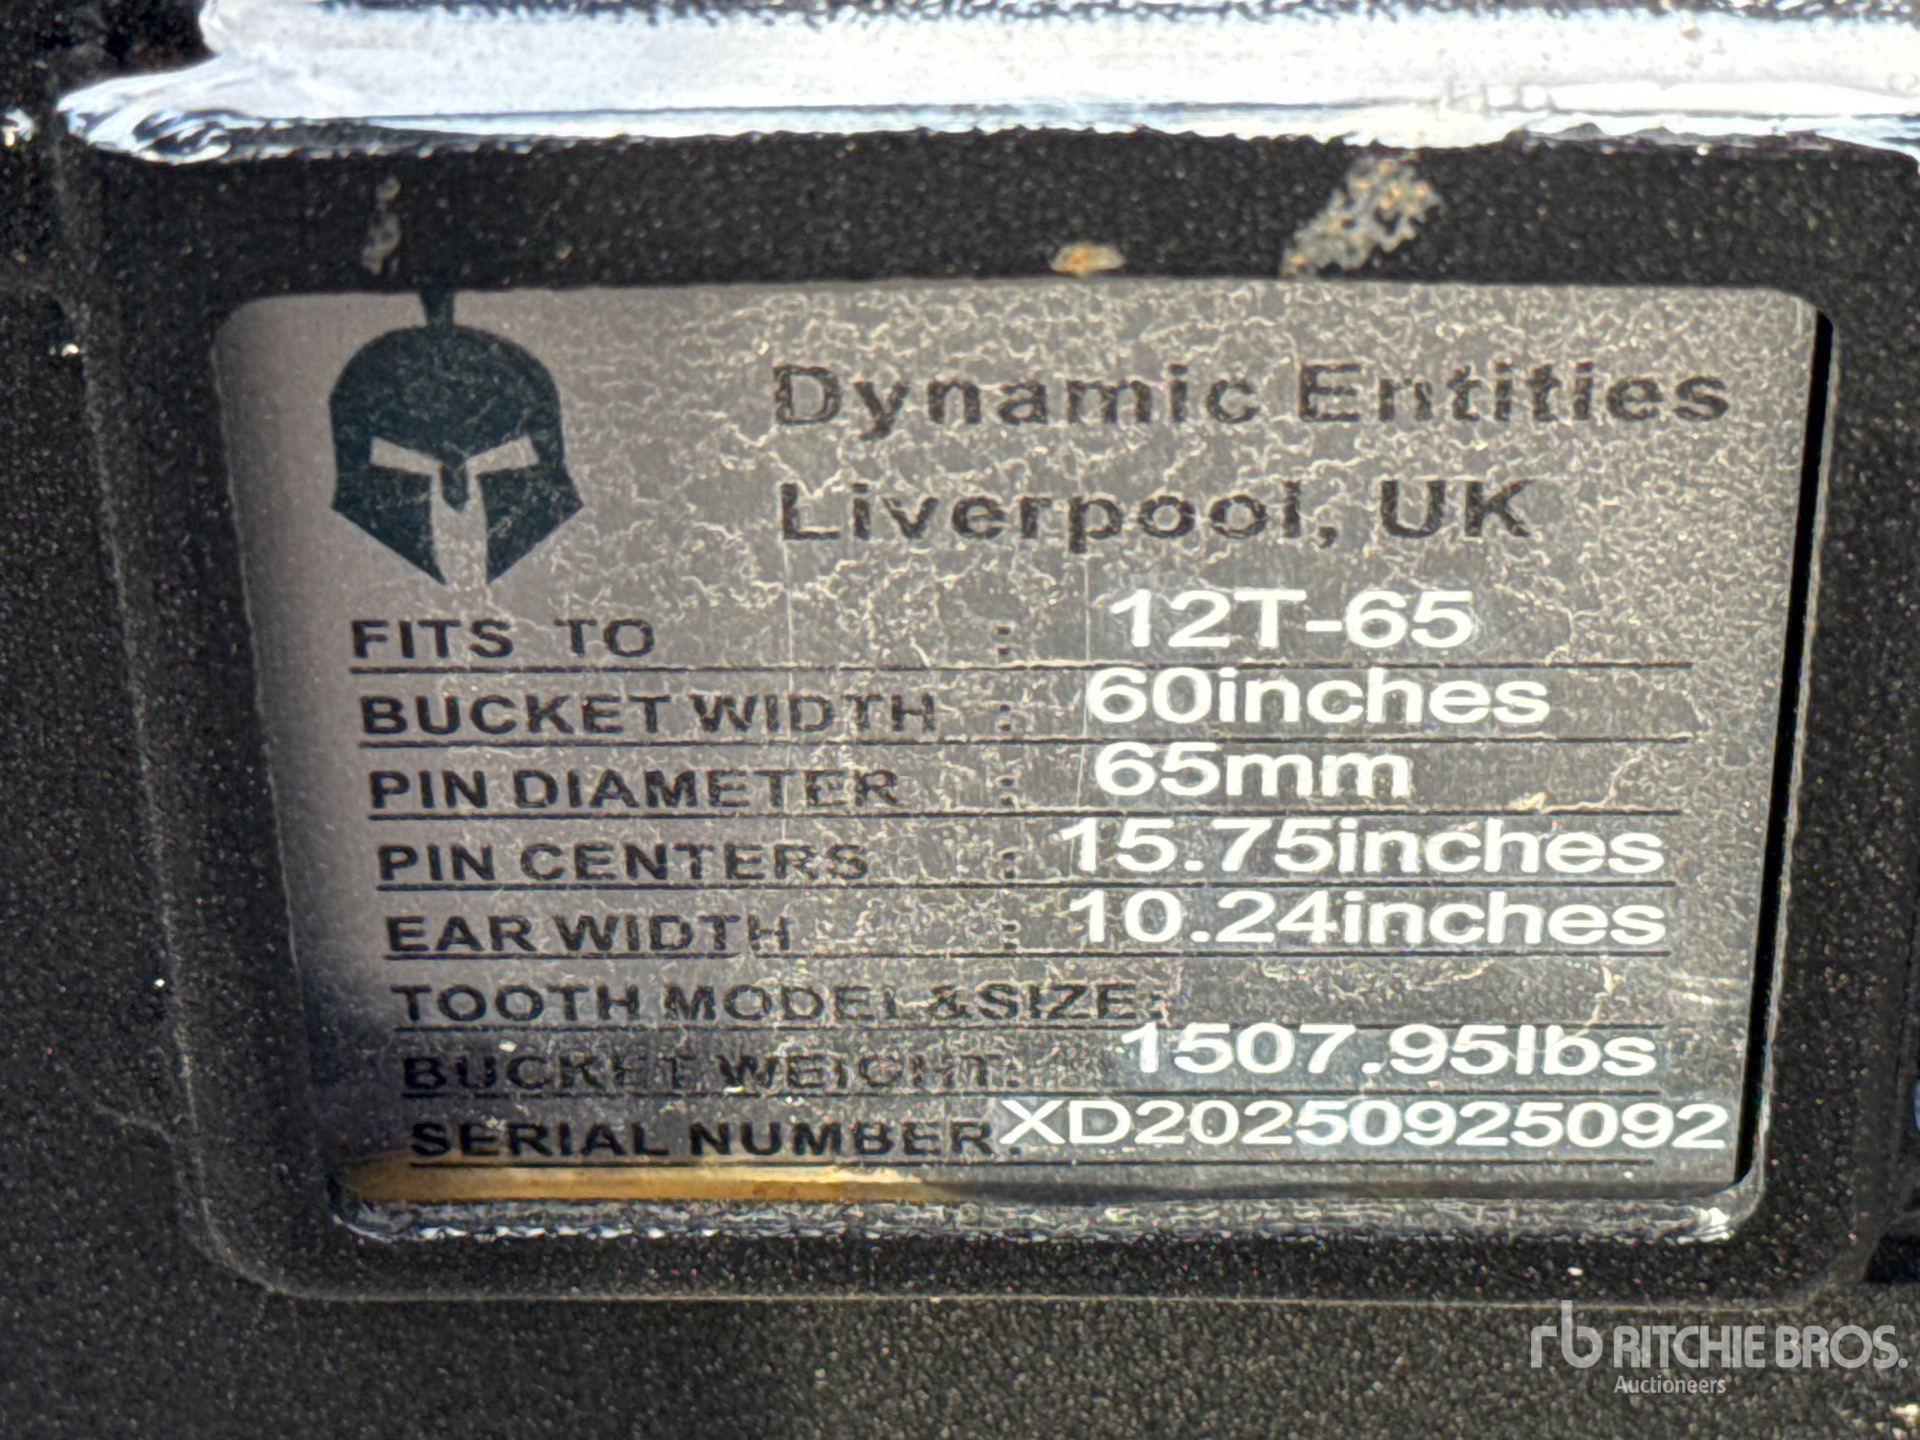 Dynamic Entities
Liverpool, UK
FITS TO : 12T-65
BUCKET WIDTH : 60inches
PIN DIAMETER : 65mm
PIN CENTERS : 15.75inches
EAR WIDTH : 10.24inches
TOOTH MODEL&SIZE:
BUCKET WEIGHT: 1507.95lbs
SERIAL NUMBER: XD20250925092
rb RITCHIE BROS.
Auctioneers